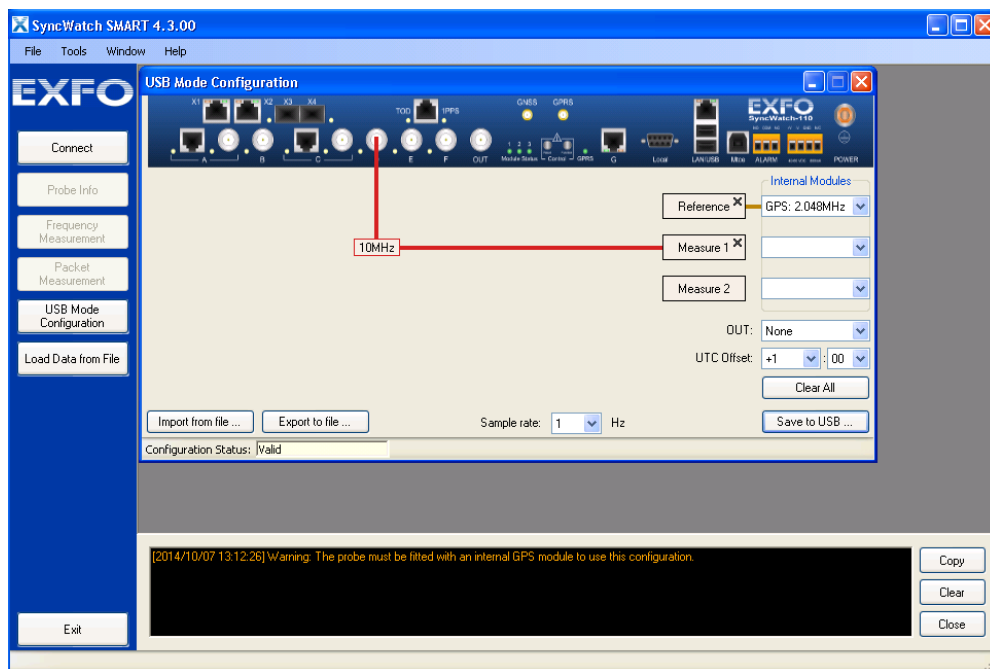 SyncWatch SMART 4.3.00
File Tools Window Help
EXFO
Connect
Probe Info
Frequency
Measurement
Packet
Measurement
USB Mode
Configuration
Load Data from File
Exit
USB Mode Configuration
X1 X2 X3 X4 TOD 1PPS GNSS GPRS EXFO
SyncWatch-110
1 2 3
A B C E F OUT Module Status Control GPRS G Local LAN/USB Mice ALARM POWER
Internal Modules
Reference X GPS: 2.048MHz
10MHz Measure 1 X
Measure 2
OUT: None
UTC Offset: +1 : 00
Clear All
Import from file ... Export to file ... Sample rate: 1 Hz Save to USB ...
Configuration Status: Valid
[2014/10/07 13:12:26] Warning: The probe must be fitted with an internal GPS module to use this configuration.
Copy
Clear
Close